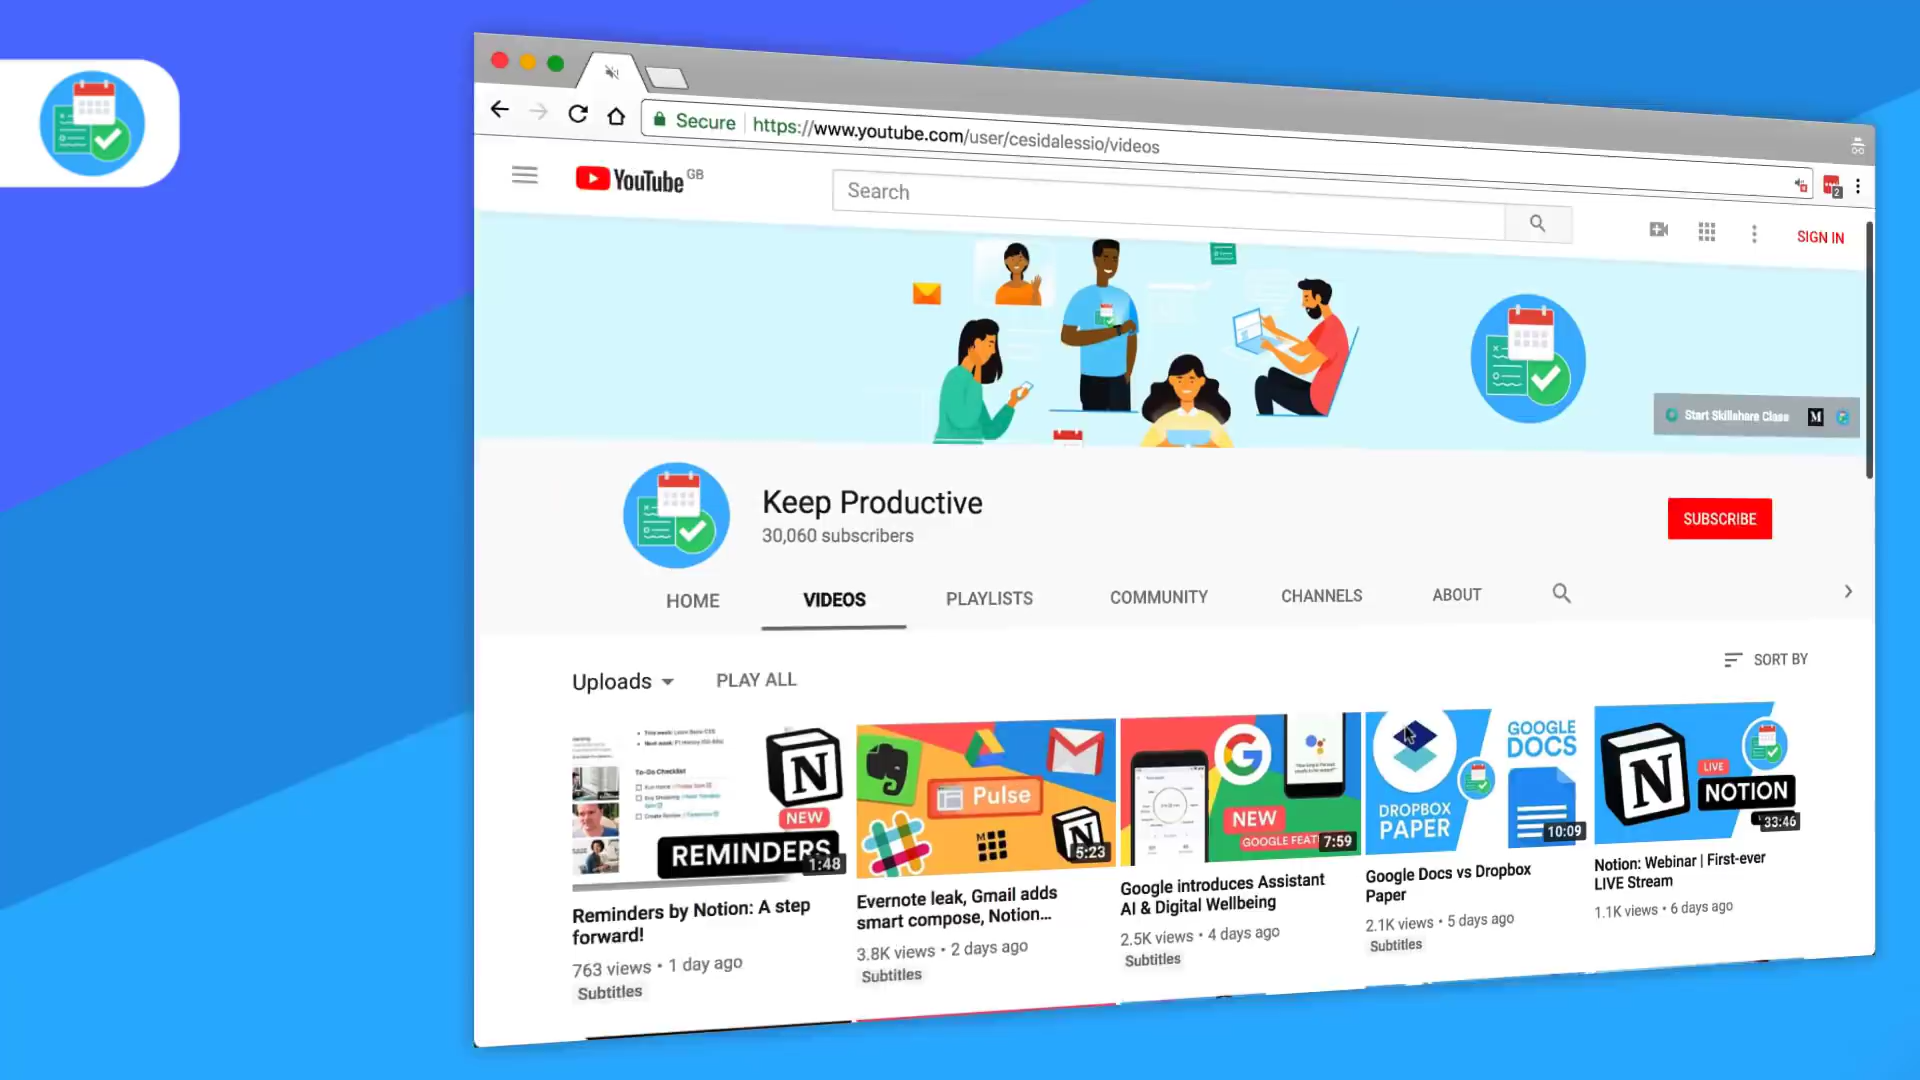 Secure https://www.youtube.com/user/cesidalessio/videos
2
YouTube GB
Search
SIGN IN
Start Skillshare Class M
Keep Productive
30,060 subscribers
SUBSCRIBE
HOME VIDEOS PLAYLISTS COMMUNITY CHANNELS ABOUT
SORT BY
Uploads PLAY ALL
To-Do Checklist
N
NEW
REMINDERS
1:48
Reminders by Notion: A step
forward!
763 views • 1 day ago
Subtitles
Pulse
M
N
5:23
Evernote leak, Gmail adds
smart compose, Notion...
3.8K views • 2 days ago
Subtitles
G
NEW
GOOGLE FEAT
7:59
Google introduces Assistant
AI & Digital Wellbeing
2.5K views • 4 days ago
Subtitles
GOOGLE
DOCS
DROPBOX
PAPER
10:09
Google Docs vs Dropbox
Paper
2.1K views • 5 days ago
Subtitles
N
LIVE
NOTION
33:46
Notion: Webinar | First-ever
LIVE Stream
1.1K views • 6 days ago